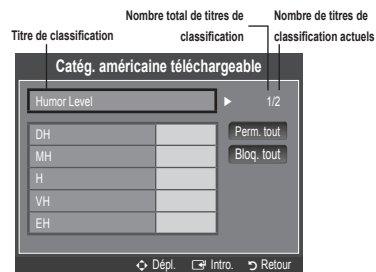 Nombre total de titres de
Nombre de titres de
Titre de classification
classification
classification actuels
Catég. américaine téléchargeable
Humor Level
1/2
DH
Perm. tout
MH
Bloq. tout
H
VH
EH
Dépl. Intro. Retour